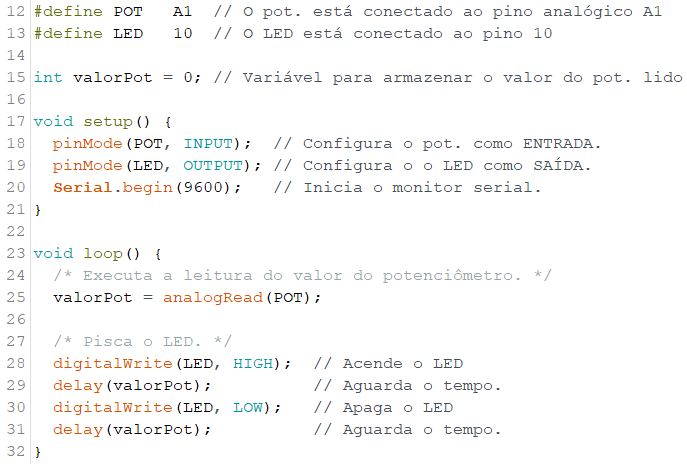 12 #define POT   A1  // O pot. está conectado ao pino analógico A1
13 #define LED   10  // O LED está conectado ao pino 10
14
15 int valorPot = 0; // Variável para armazenar o valor do pot. lido
16
17 void setup() {
18   pinMode(POT, INPUT);  // Configura o pot. como ENTRADA.
19   pinMode(LED, OUTPUT); // Configura o o LED como SAÍDA.
20   Serial.begin(9600);   // Inicia o monitor serial.
21 }
22
23 void loop() {
24   /* Executa a leitura do valor do potenciômetro. */
25   valorPot = analogRead(POT);
26
27   /* Pisca o LED. */
28   digitalWrite(LED, HIGH);  // Acende o LED
29   delay(valorPot);          // Aguarda o tempo.
30   digitalWrite(LED, LOW);   // Apaga o LED
31   delay(valorPot);          // Aguarda o tempo.
32 }